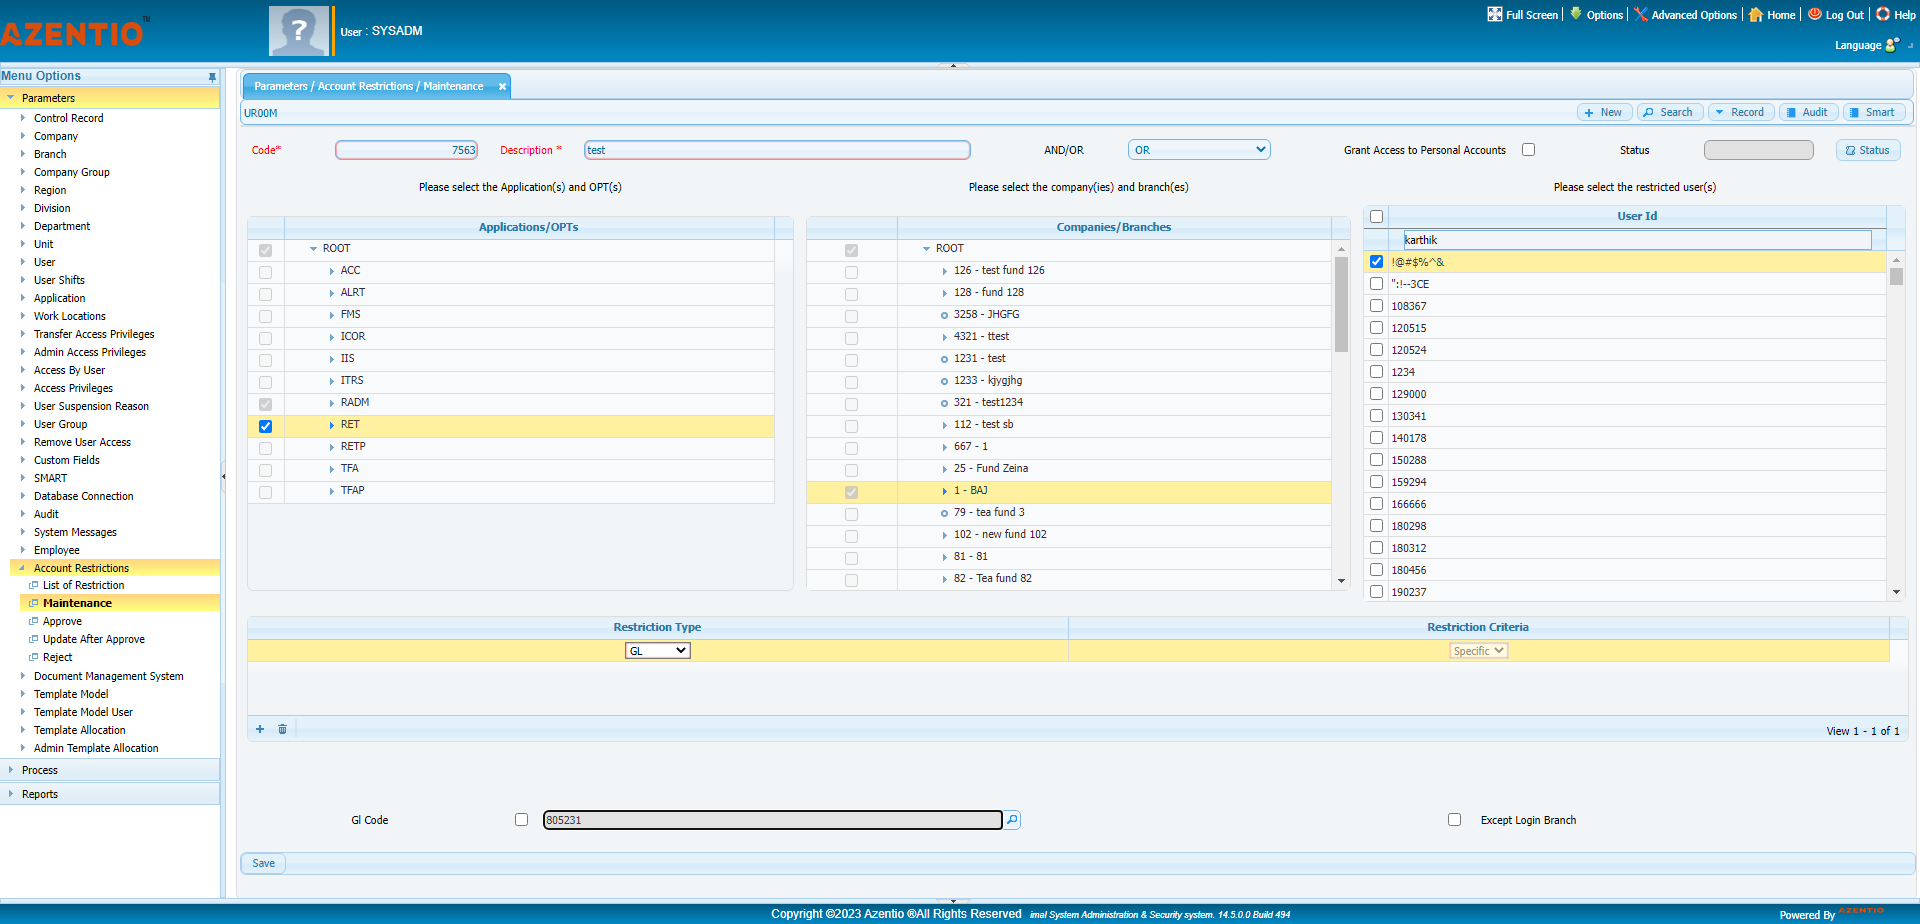 AZENTIO™
User : SYSADM
Full Screen
Options
Advanced Options
Home
Log Out
Help
Language
Menu Options
Parameters
Control Record
Company
Branch
Company Group
Region
Division
Department
Unit
User
User Shifts
Application
Work Locations
Transfer Access Privileges
Admin Access Privileges
Access By User
Access Privileges
User Suspension Reason
User Group
Remove User Access
Custom Fields
SMART
Database Connection
Audit
System Messages
Employee
Account Restrictions
List of Restriction
Maintenance
Approve
Update After Approve
Reject
Document Management System
Template Model
Template Model User
Template Allocation
Admin Template Allocation
Process
Reports
Parameters / Account Restrictions / Maintenance
UR00M
New
Search
Record
Audit
Smart
Code*
7563
Description *
test
AND/OR
OR
Grant Access to Personal Accounts
Status
Status
Please select the Application(s) and OPT(s)
Please select the company(ies) and branch(es)
Please select the restricted user(s)
Applications/OPTs
ROOT
ACC
ALRT
FMS
ICOR
IIS
ITRS
RADM
RET
RETP
TFA
TFAP
Companies/Branches
ROOT
126 - test fund 126
128 - fund 128
3258 - JHGFG
4321 - ttest
1231 - test
1233 - kjygjhg
321 - test1234
112 - test sb
667 - 1
25 - Fund Zeina
1 - BAJ
79 - tea fund 3
102 - new fund 102
81 - 81
82 - Tea fund 82
User Id
karthik
!@#$%^&
":!--3CE
108367
120515
120524
1234
129000
130341
140178
150288
159294
166666
180298
180312
180456
190237
Restriction Type
Restriction Criteria
GL
Specific
View 1 - 1 of 1
Gl Code
805231
Except Login Branch
Save
Copyright ©2023 Azentio ®All Rights Reserved imal System Administration & Security system. 14.5.0.0 Build 494
Powered By AZENTIO